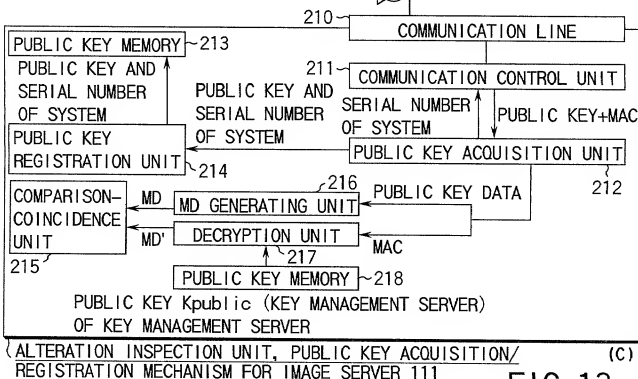 210
COMMUNICATION LINE
PUBLIC KEY MEMORY
213
211
COMMUNICATION CONTROL UNIT
PUBLIC KEY AND
SERIAL NUMBER
OF SYSTEM
PUBLIC KEY AND
SERIAL NUMBER
OF SYSTEM
SERIAL NUMBER
OF SYSTEM
PUBLIC KEY+MAC
PUBLIC KEY
REGISTRATION UNIT
214
PUBLIC KEY ACQUISITION UNIT
212
COMPARISON-
COINCIDENCE
UNIT
215
MD
MD'
216
MD GENERATING UNIT
PUBLIC KEY DATA
DECRYPTION UNIT
217
MAC
PUBLIC KEY MEMORY
218
PUBLIC KEY Kpublic (KEY MANAGEMENT SERVER)
OF KEY MANAGEMENT SERVER
ALTERATION INSPECTION UNIT, PUBLIC KEY ACQUISITION/
REGISTRATION MECHANISM FOR IMAGE SERVER 111
(C)